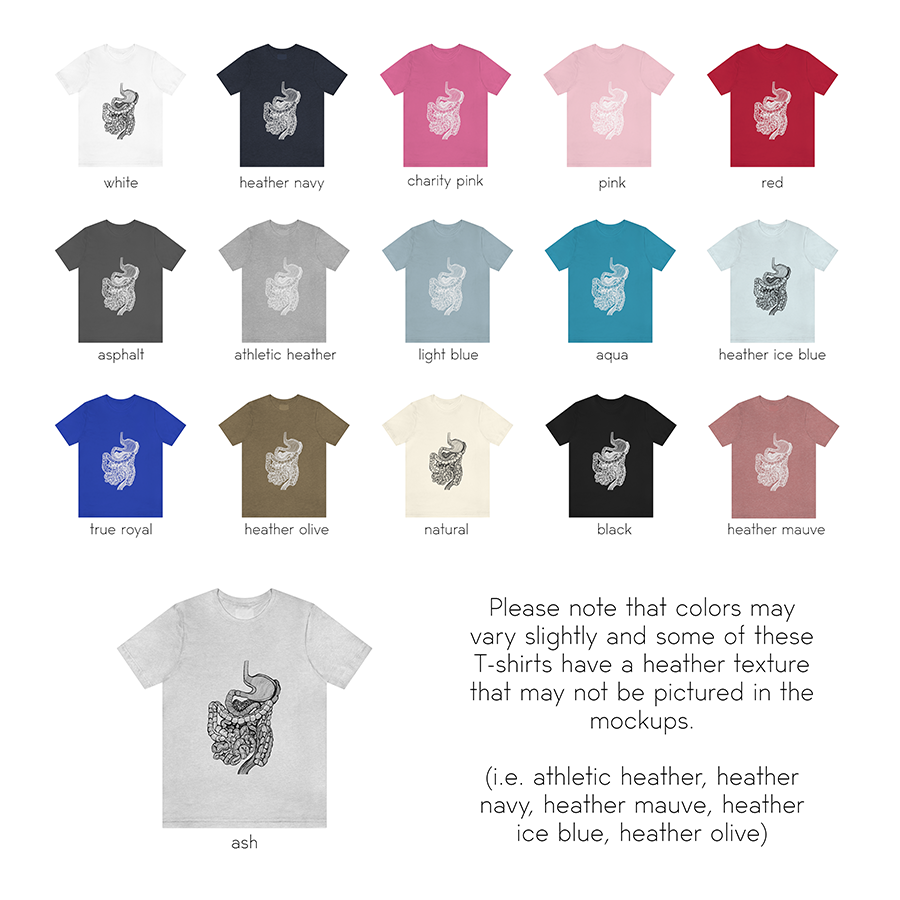 white
heather navy
charity pink
pink
red
asphalt
athletic heather
light blue
aqua
heather ice blue
true royal
heather olive
natural
black
heather mauve
ash
Please note that colors may
vary slightly and some of these
T-shirts have a heather texture
that may not be pictured in the
mockups.
(i.e. athletic heather, heather
navy, heather mauve, heather
ice blue, heather olive)